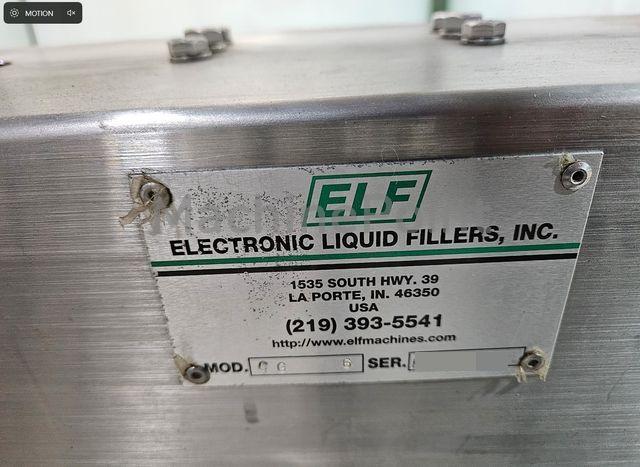 MOTION
ELF
ELECTRONIC LIQUID FILLERS, INC.
1535 SOUTH HWY. 39
LA PORTE, IN. 46350
USA
(219) 393-5541
http://www.elfmachines.com
MOD. SER.